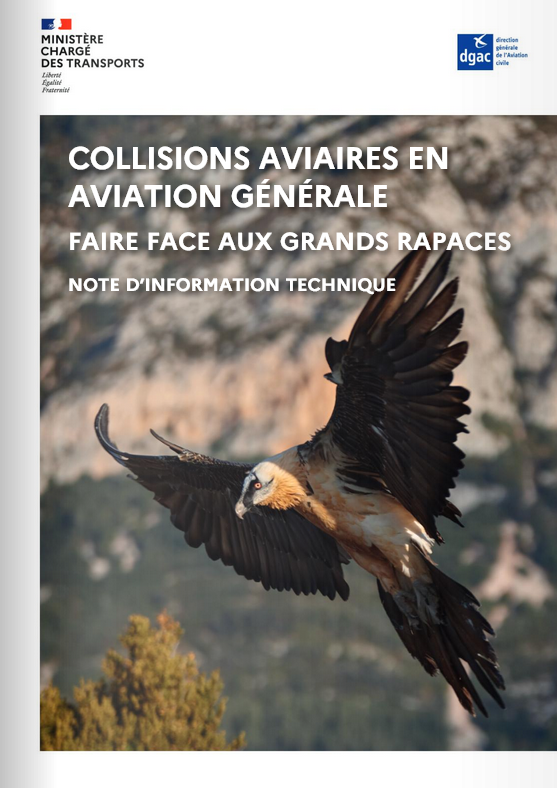 MINISTÈRE
CHARGÉ
DES TRANSPORTS
Liberté
Égalité
Fraternité
dgac
direction
générale
de l'Aviation
civile
COLLISIONS AVIAIRES EN
AVIATION GÉNÉRALE
FAIRE FACE AUX GRANDS RAPACES
NOTE D'INFORMATION TECHNIQUE